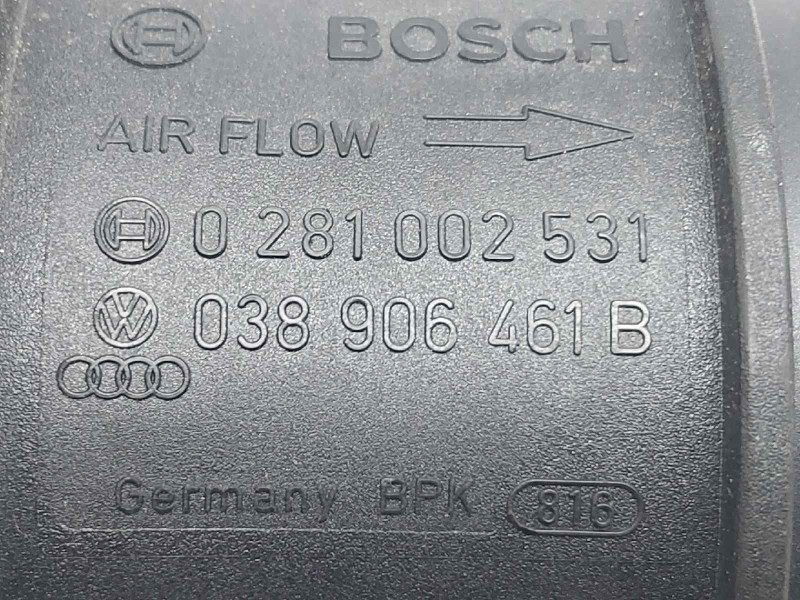 BOSCH
AIR FLOW
0 281 002 531
038 906 461 B
Germany BPK 816